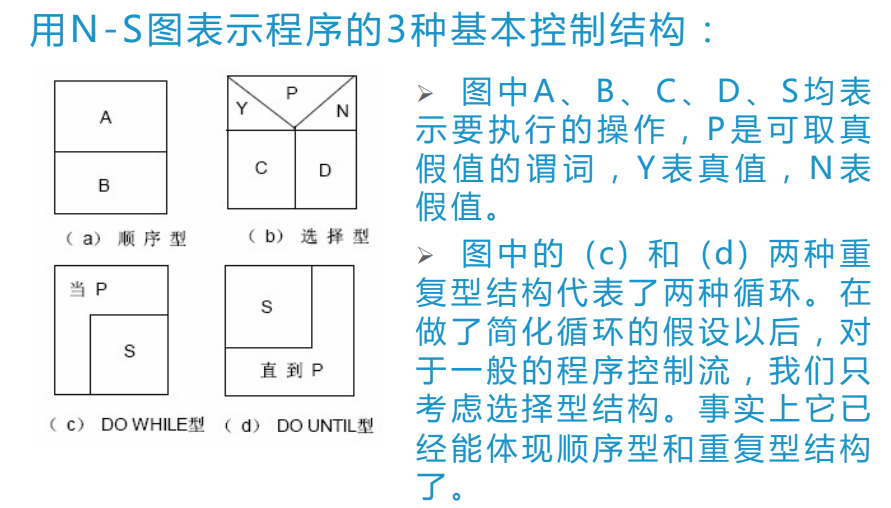 用N-S图表示程序的3种基本控制结构：
A
B
（a）顺序型
P
Y
N
C
D
（b）选择型
当 P
S
（c）DO WHILE型
S
直到 P
（d）DO UNTIL型
➢ 图中A、B、C、D、S均表
示要执行的操作，P是可取真
假值的谓词，Y表真值，N表
假值。
➢ 图中的 (c) 和 (d) 两种重
复型结构代表了两种循环。在
做了简化循环的假设以后，对
于一般的程序控制流，我们只
考虑选择型结构。事实上它已
经能体现顺序型和重复型结构
了。